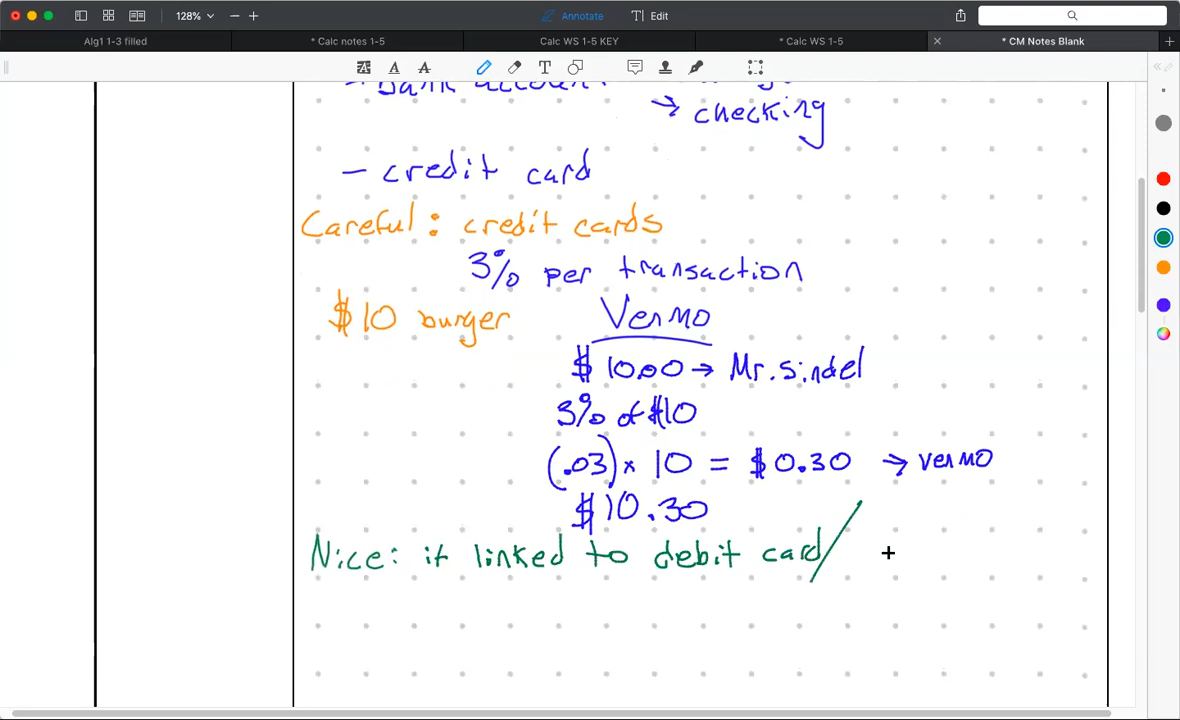 128%
Annotate
Edit
Alg1 1-3 filled
* Calc notes 1-5
Calc WS 1-5 KEY
* Calc WS 1-5
* CM Notes Blank
- bank account
→ checking
- credit card
Careful: credit cards
3% per transaction
$10 burger
Venmo
$10.00 → Mr. Sindel
3% of $10
(.03) × 10 = $0.30 → venmo
$10.30
Nice: if linked to debit card/